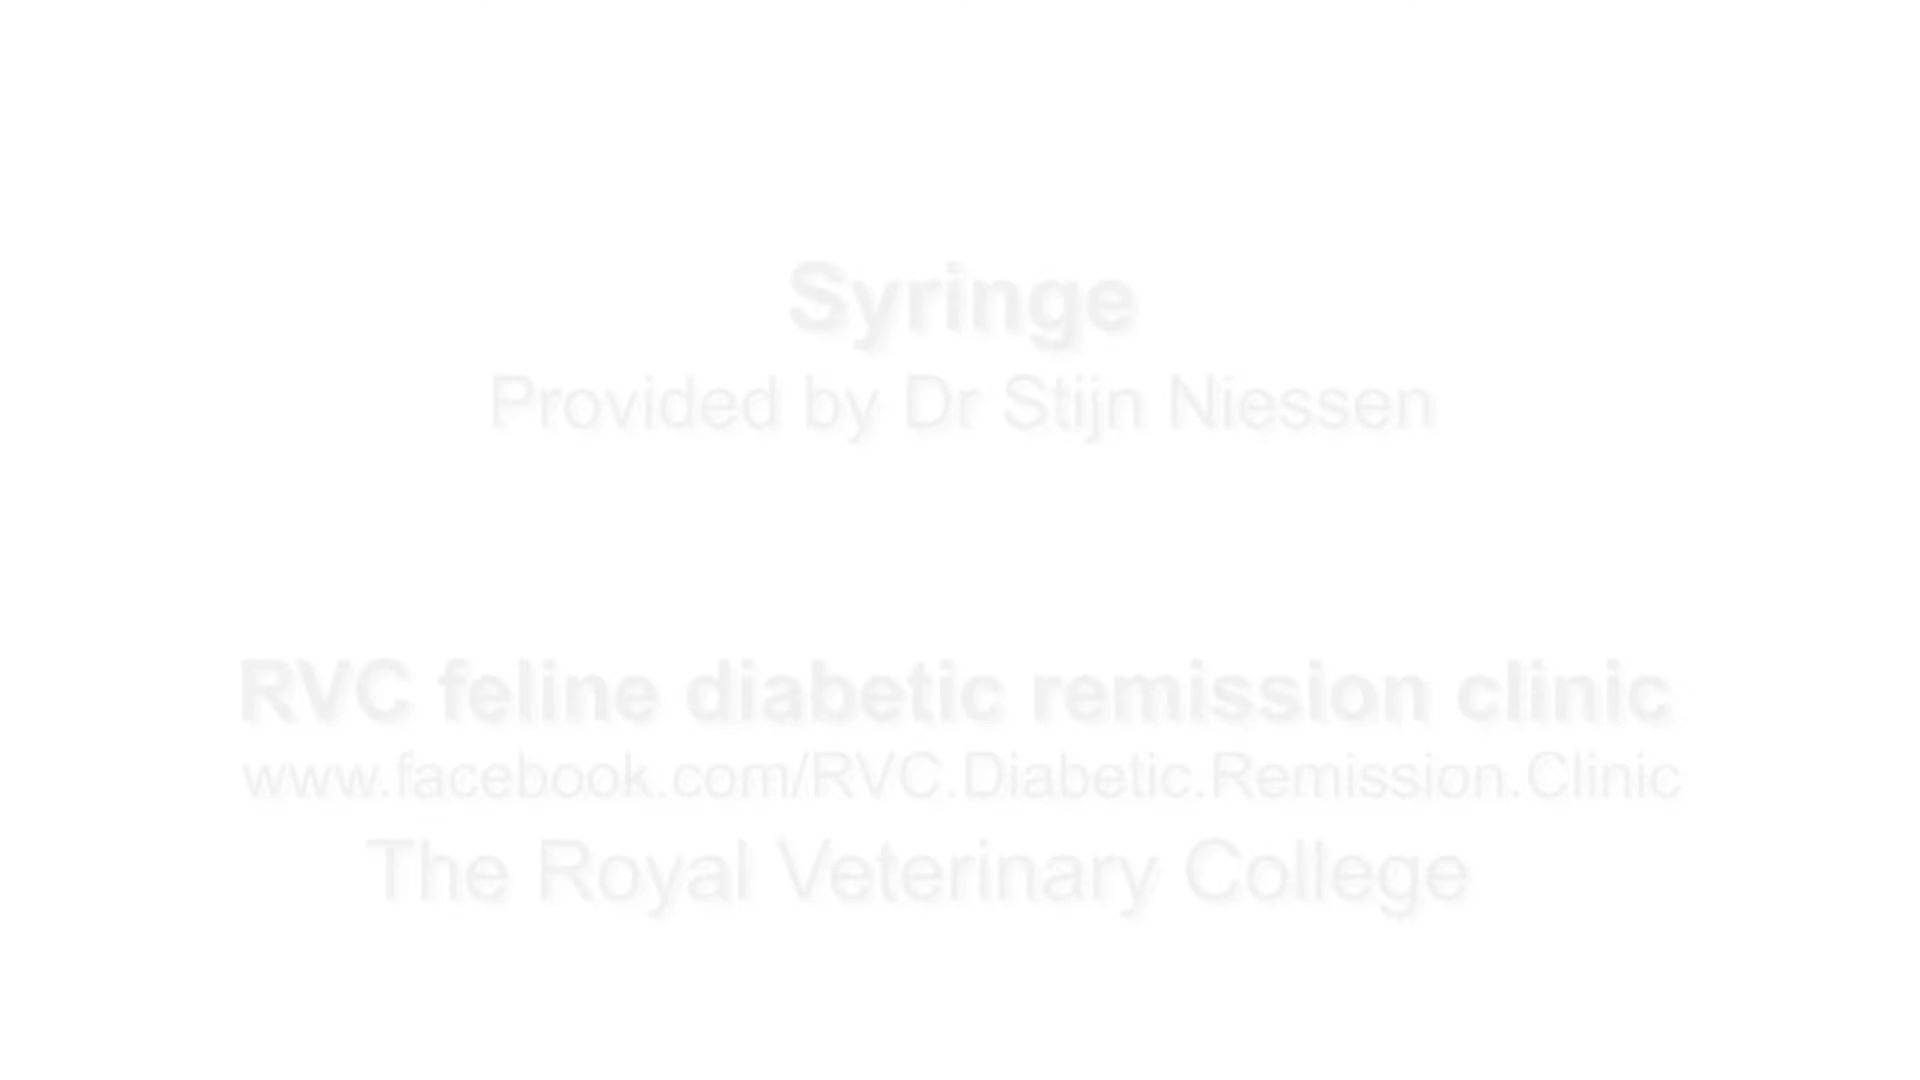 Syringe
Provided by Dr Stijn Niessen
RVC feline diabetic remission clinic
www.facebook.com/RVC.Diabetic.Remission.Clinic
The Royal Veterinary College